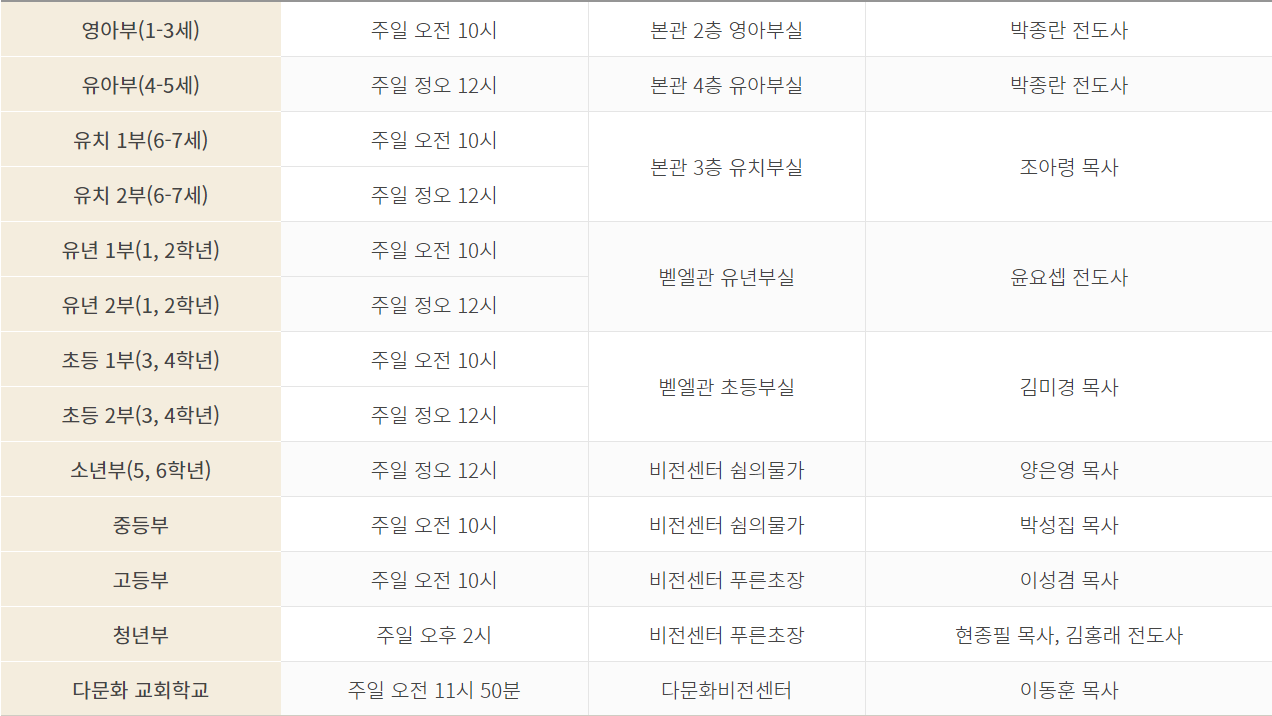 영아부(1-3세) 주일 오전 10시 본관 2층 영아부실 박종란 전도사
유아부(4-5세) 주일 정오 12시 본관 4층 유아부실 박종란 전도사
유치 1부(6-7세) 주일 오전 10시
본관 3층 유치부실 조아령 목사
유치 2부(6-7세) 주일 정오 12시
유년 1부(1, 2학년) 주일 오전 10시
벧엘관 유년부실 윤요셉 전도사
유년 2부(1, 2학년) 주일 정오 12시
초등 1부(3, 4학년) 주일 오전 10시
벧엘관 초등부실 김미경 목사
초등 2부(3, 4학년) 주일 정오 12시
소년부(5, 6학년) 주일 정오 12시 비전센터 쉼의물가 양은영 목사
중등부 주일 오전 10시 비전센터 쉼의물가 박성집 목사
고등부 주일 오전 10시 비전센터 푸른초장 이성겸 목사
청년부 주일 오후 2시 비전센터 푸른초장 현종필 목사, 김홍래 전도사
다문화 교회학교 주일 오전 11시 50분 다문화비전센터 이동훈 목사